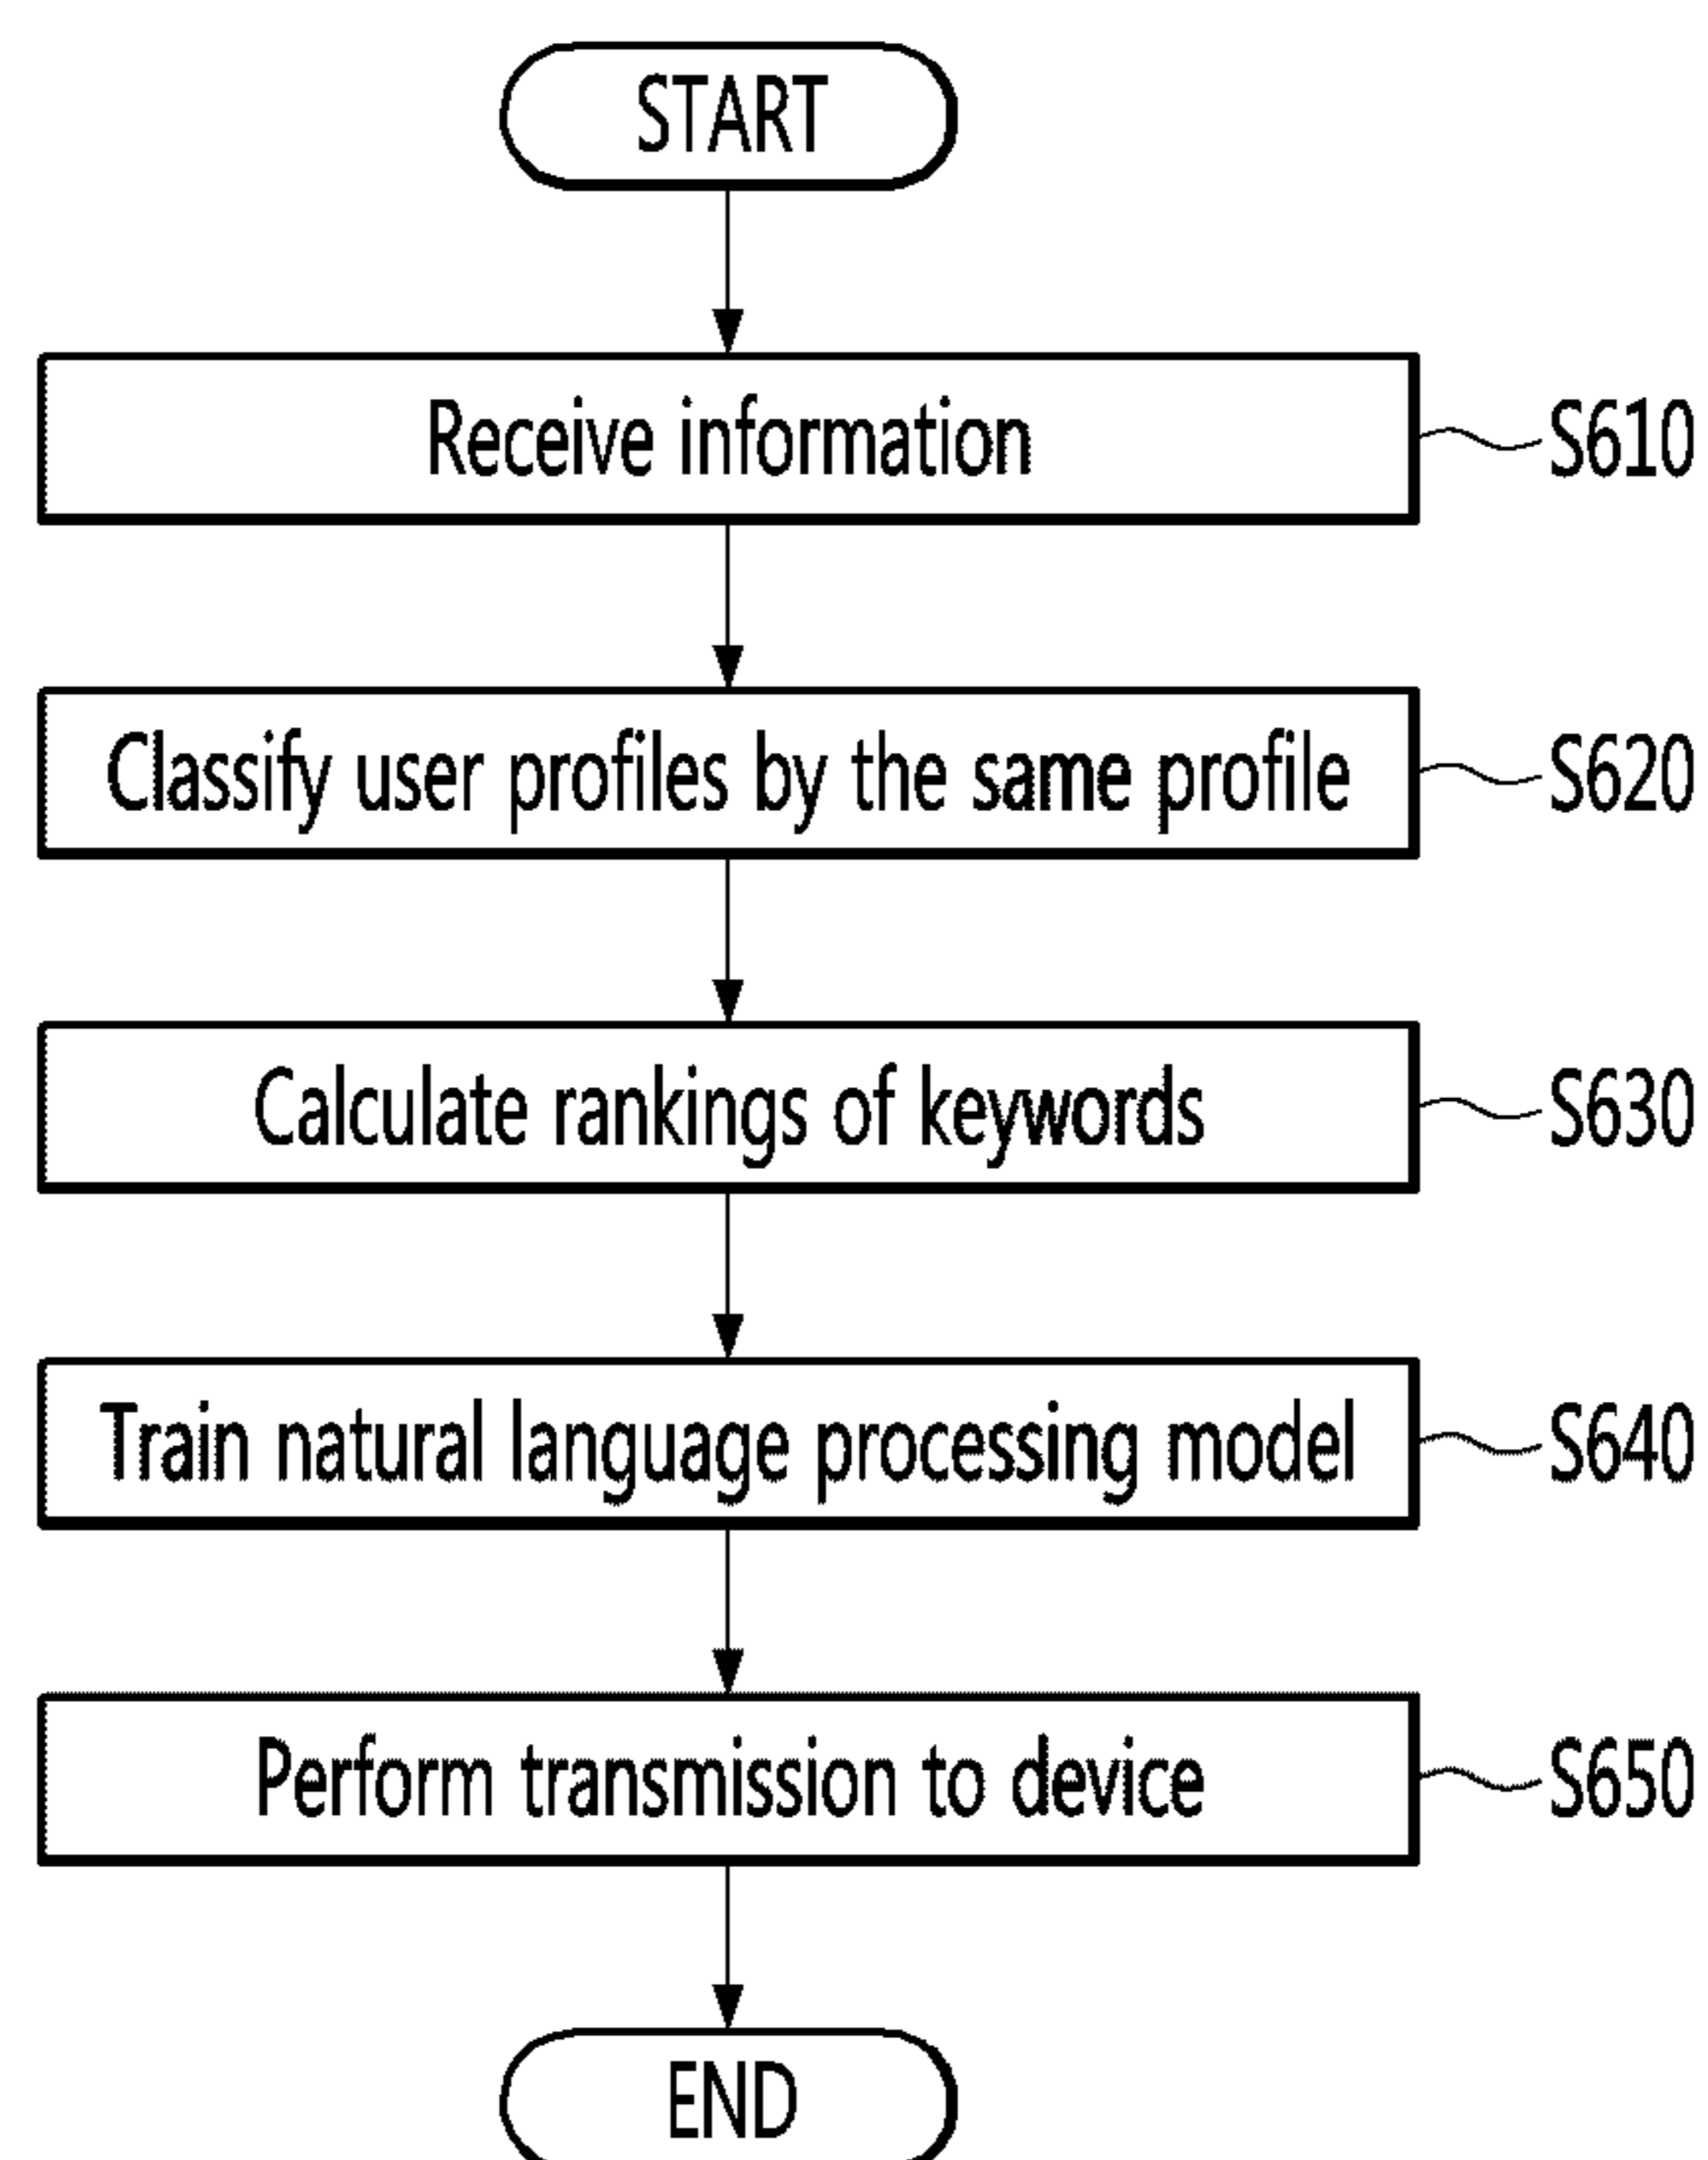 START
Receive information
S610
Classify user profiles by the same profile
S620
Calculate rankings of keywords
S630
Train natural language processing model
S640
Perform transmission to device
S650
END